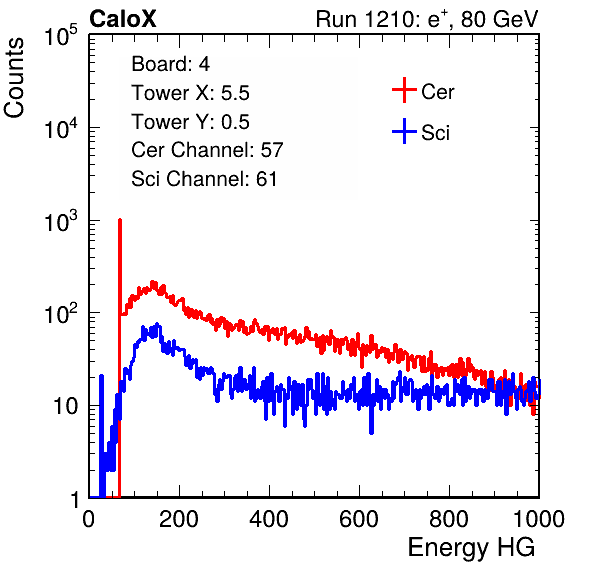 CaloX Run 1210: e⁺, 80 GeV
Counts
Board: 4
Tower X: 5.5
Tower Y: 0.5
Cer Channel: 57
Sci Channel: 61
Cer
Sci
10⁵
10⁴
10³
10²
10
1
0 200 400 600 800 1000
Energy HG